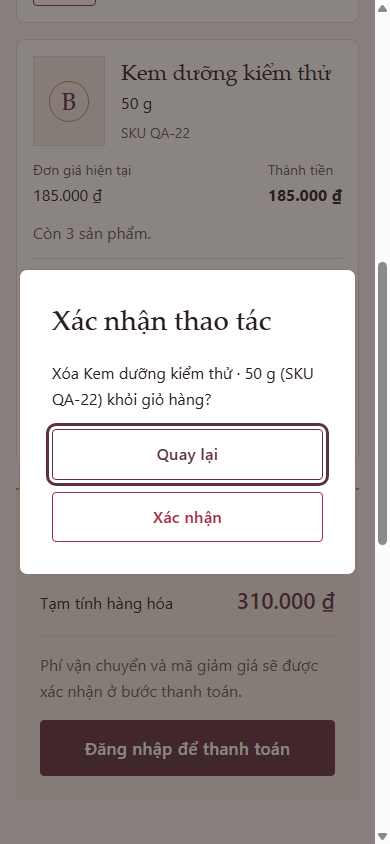 Kem dưỡng kiểm thử
B
50 g
SKU QA-22
Đơn giá hiện tại
Thành tiền
185.000 ₫
185.000 ₫
Còn 3 sản phẩm.
Xác nhận thao tác
Xóa Kem dưỡng kiểm thử · 50 g (SKU
QA-22) khỏi giỏ hàng?
Quay lại
Xác nhận
Tạm tính hàng hóa
310.000 ₫
Phí vận chuyển và mã giảm giá sẽ được
xác nhận ở bước thanh toán.
Đăng nhập để thanh toán